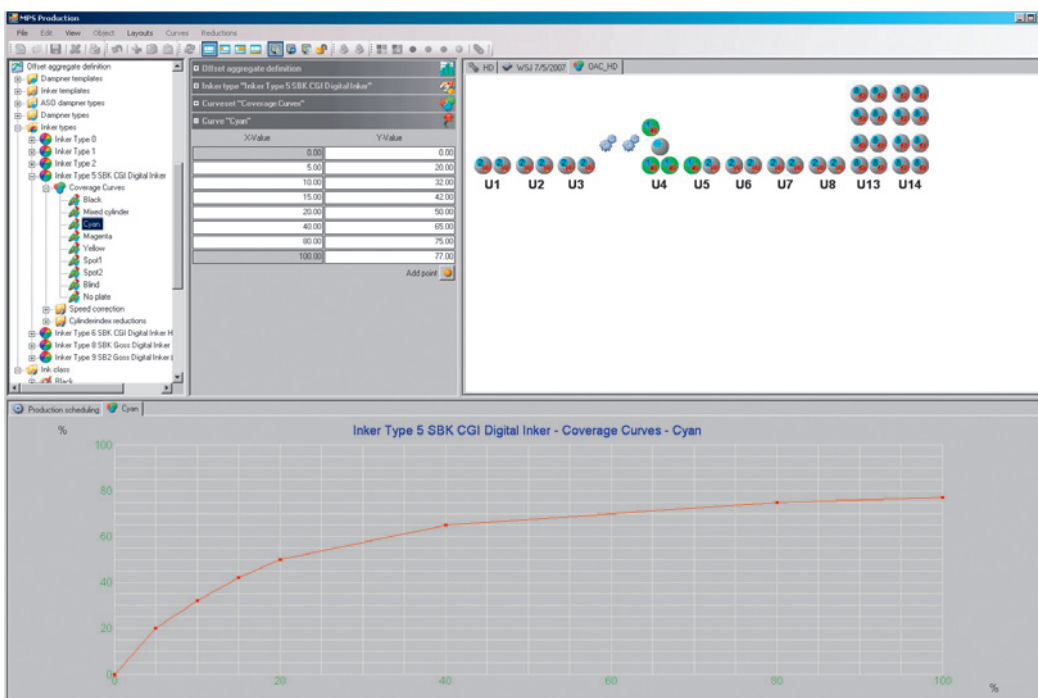 MPS Production
File Edit View Object Layouts Curves Reductions
Offset aggregate definition
Dampner templates
Inker templates
ASO dampner types
Dampner types
Inker types
Inker Type 0
Inker Type 1
Inker Type 2
Inker Type 5 SBK CGI Digital Inker
Coverage Curves
Black
Mixed cylinder
Cyan
Magenta
Yellow
Spot1
Spot2
Blind
No plate
Speed correction
Cylinderindex reductions
Inker Type 6 SBK CGI Digital Inker H
Inker Type 8 SBK Goss Digital Inker
Inker Type 9 SB2 Goss Digital Inker
Ink class
Black
Offset aggregate definition
Inker type "Inker Type 5 SBK CGI Digital Inker"
Curveset "Coverage Curves"
Curve "Cyan"
X-Value Y-Value
0.00 0.00
5.00 20.00
10.00 32.00
15.00 42.00
20.00 50.00
40.00 65.00
80.00 75.00
100.00 77.00
Add point
HD WSJ 7/5/2007 OAC_HD
U1 U2 U3 U4 U5 U6 U7 U8 U13 U14
Production scheduling Cyan
Inker Type 5 SBK CGI Digital Inker - Coverage Curves - Cyan
%
100
80
60
40
20
0
0 20 40 60 80 100
%